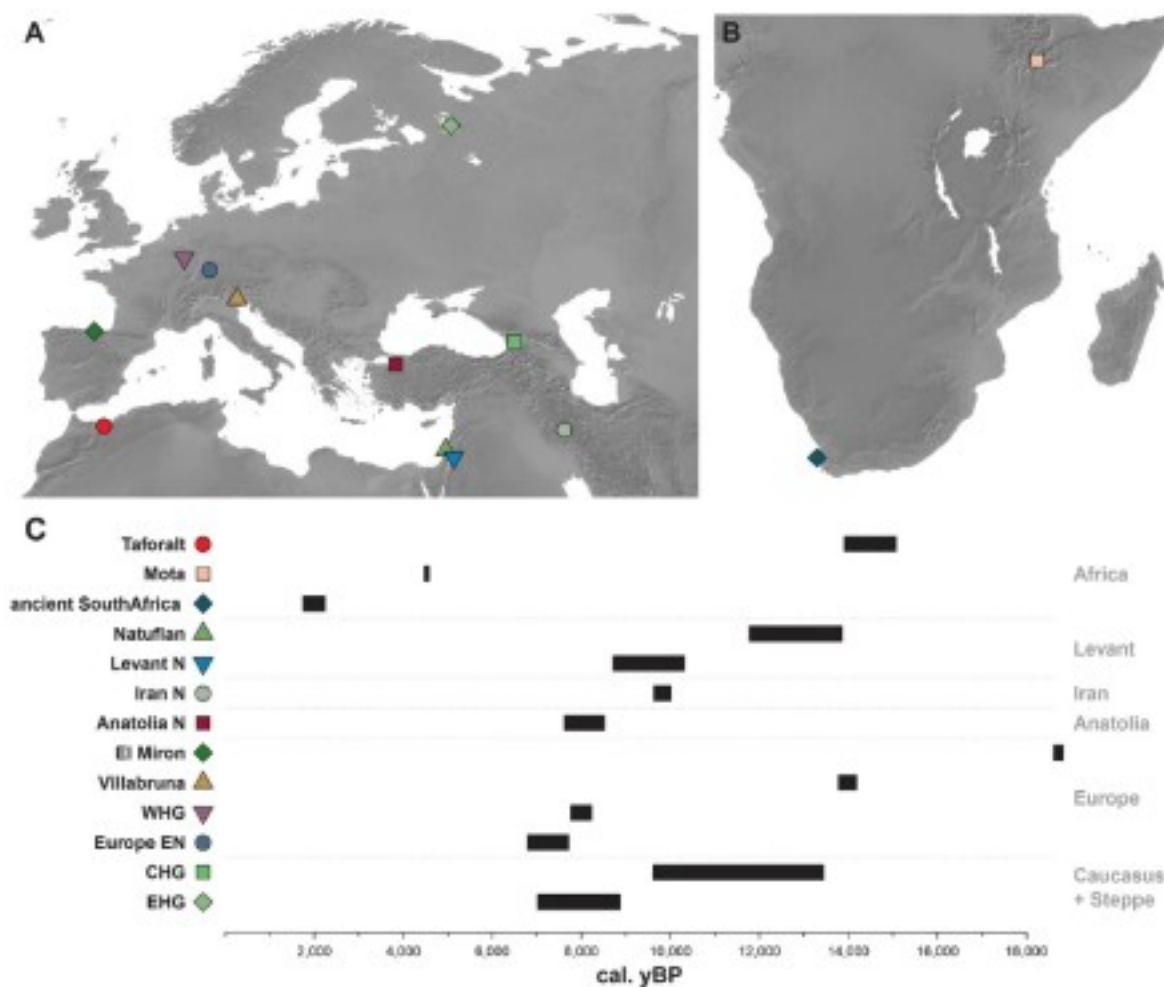 A
B
C
Taforalt
Mota
ancient SouthAfrica
Natufian
Levant N
Iran N
Anatolia N
El Miron
Villabruna
WHG
Europe EN
CHG
EHG
Africa
Levant
Iran
Anatolia
Europe
Caucasus
+ Steppe
2,000 4,000 6,000 8,000 10,000 12,000 14,000 16,000 18,000
cal. yBP